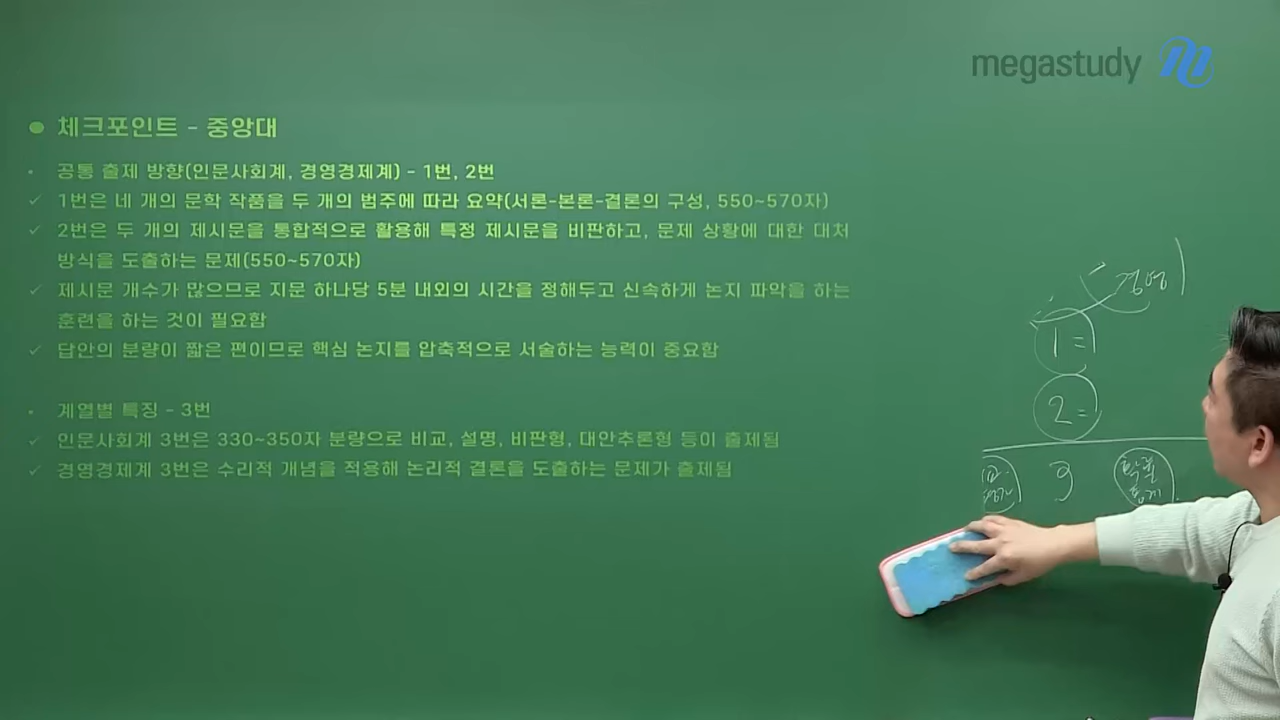 megastudy
● 체크포인트 - 중앙대
• 공통 출제 방향(인문사회계, 경영경제계) - 1번, 2번
✓ 1번은 네 개의 문학 작품을 두 개의 범주에 따라 요약(서론-본론-결론의 구성, 550~570자)
✓ 2번은 두 개의 제시문을 통합적으로 활용해 특정 제시문을 비판하고, 문제 상황에 대한 대처
방식을 도출하는 문제(550~570자)
✓ 제시문 개수가 많으므로 지문 하나당 5분 내외의 시간을 정해두고 신속하게 논지 파악을 하는
훈련을 하는 것이 필요함
✓ 답안의 분량이 짧은 편이므로 핵심 논지를 압축적으로 서술하는 능력이 중요함
• 계열별 특징 - 3번
✓ 인문사회계 3번은 330~350자 분량으로 비교, 설명, 비판형, 대안추론형 등이 출제됨
✓ 경영경제계 3번은 수리적 개념을 적용해 논리적 결론을 도출하는 문제가 출제됨
경영
1=
2=
3
확률
통계